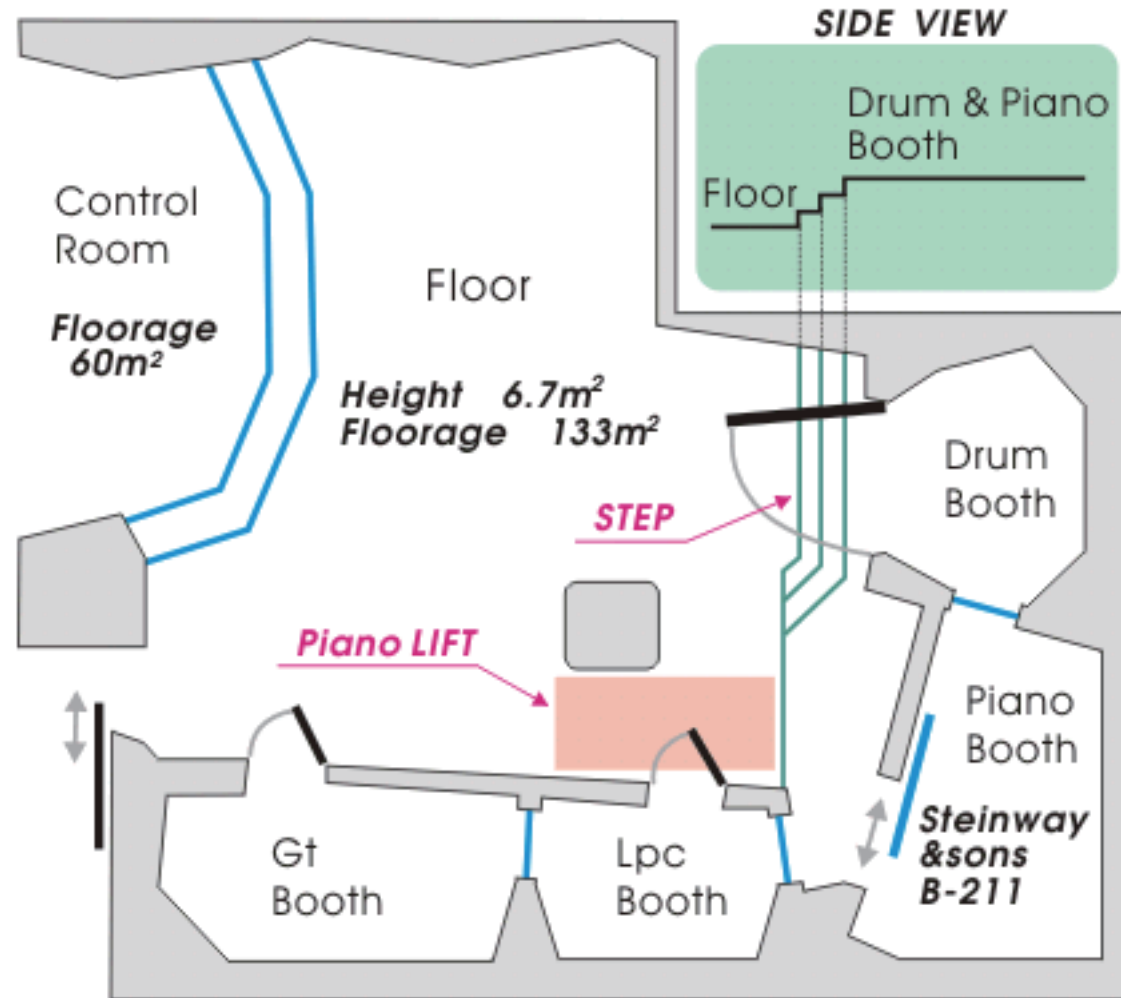 SIDE VIEW
Drum & Piano
Booth
Floor
Control
Room
Floorage
60m²
Floor
Height 6.7m²
Floorage 133m²
Drum
Booth
STEP
Piano LIFT
Piano
Booth
Steinway
&sons
B-211
Gt
Booth
Lpc
Booth